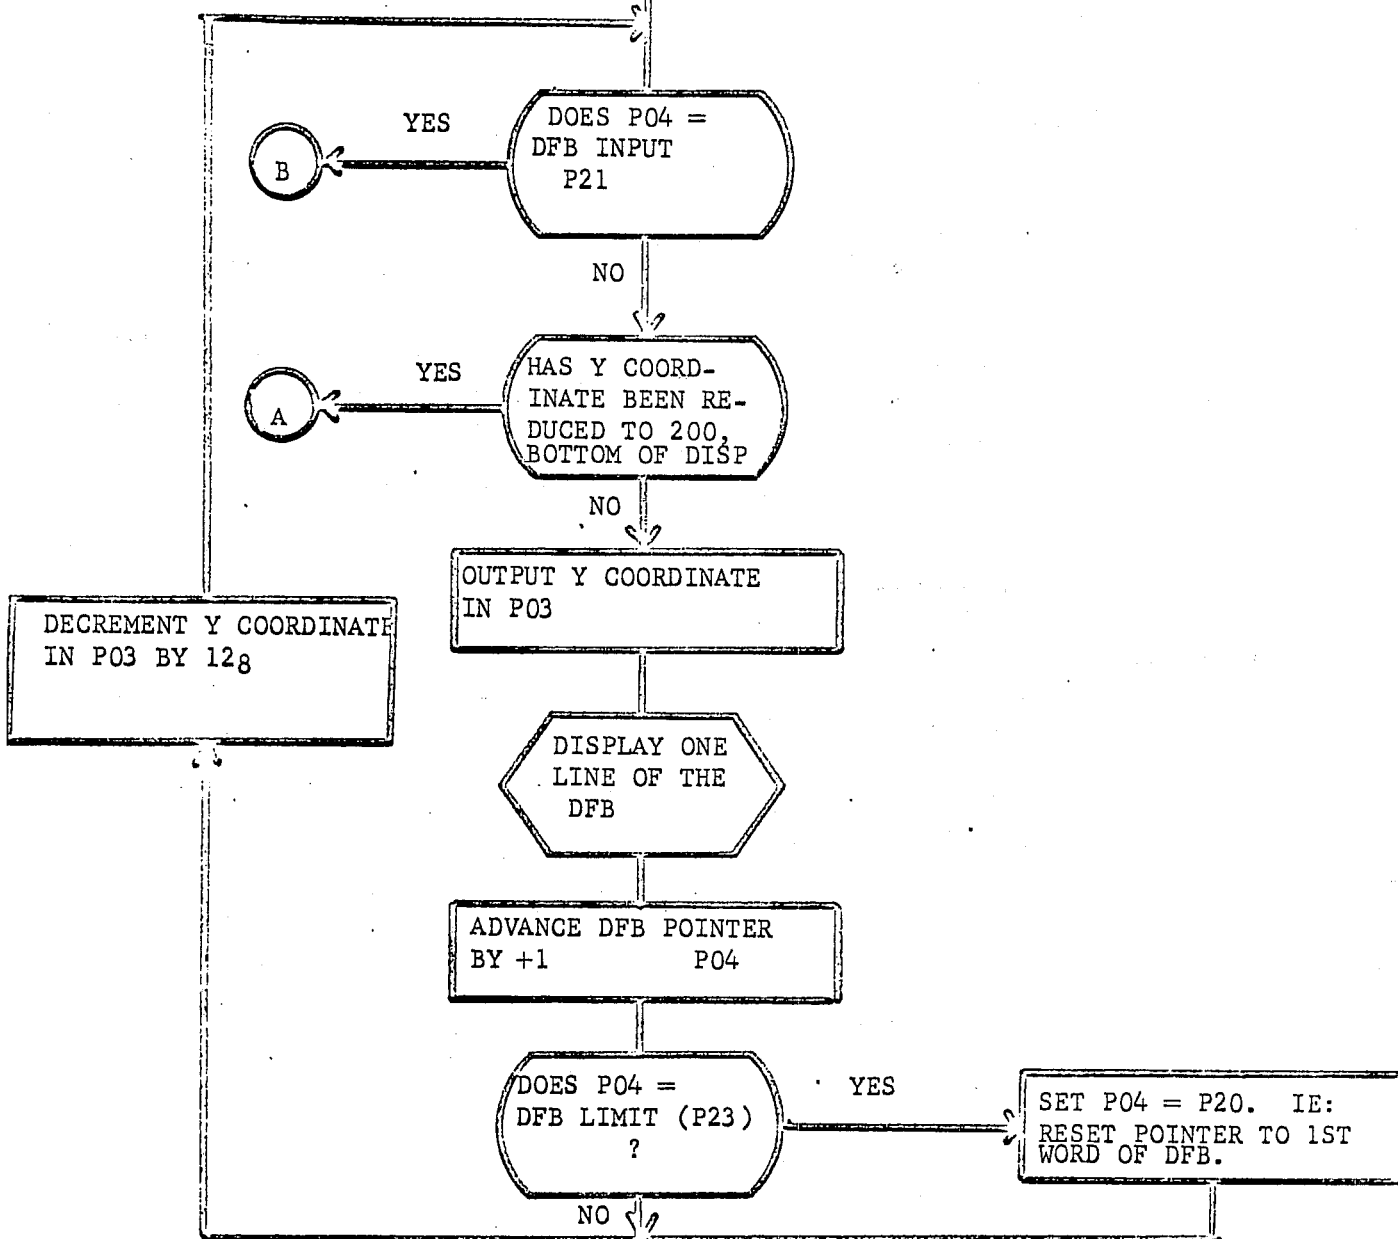 YES
DOES P04 =
DFB INPUT
P21
B
NO
YES
HAS Y COORD-
INATE BEEN RE-
DUCED TO 200,
BOTTOM OF DISP
A
NO
OUTPUT Y COORDINATE
IN P03
DECREMENT Y COORDINATE
IN P03 BY 12₈
DISPLAY ONE
LINE OF THE
DFB
ADVANCE DFB POINTER
BY +1 P04
DOES P04 =
DFB LIMIT (P23)
?
YES
SET P04 = P20. IE:
RESET POINTER TO 1ST
WORD OF DFB.
NO